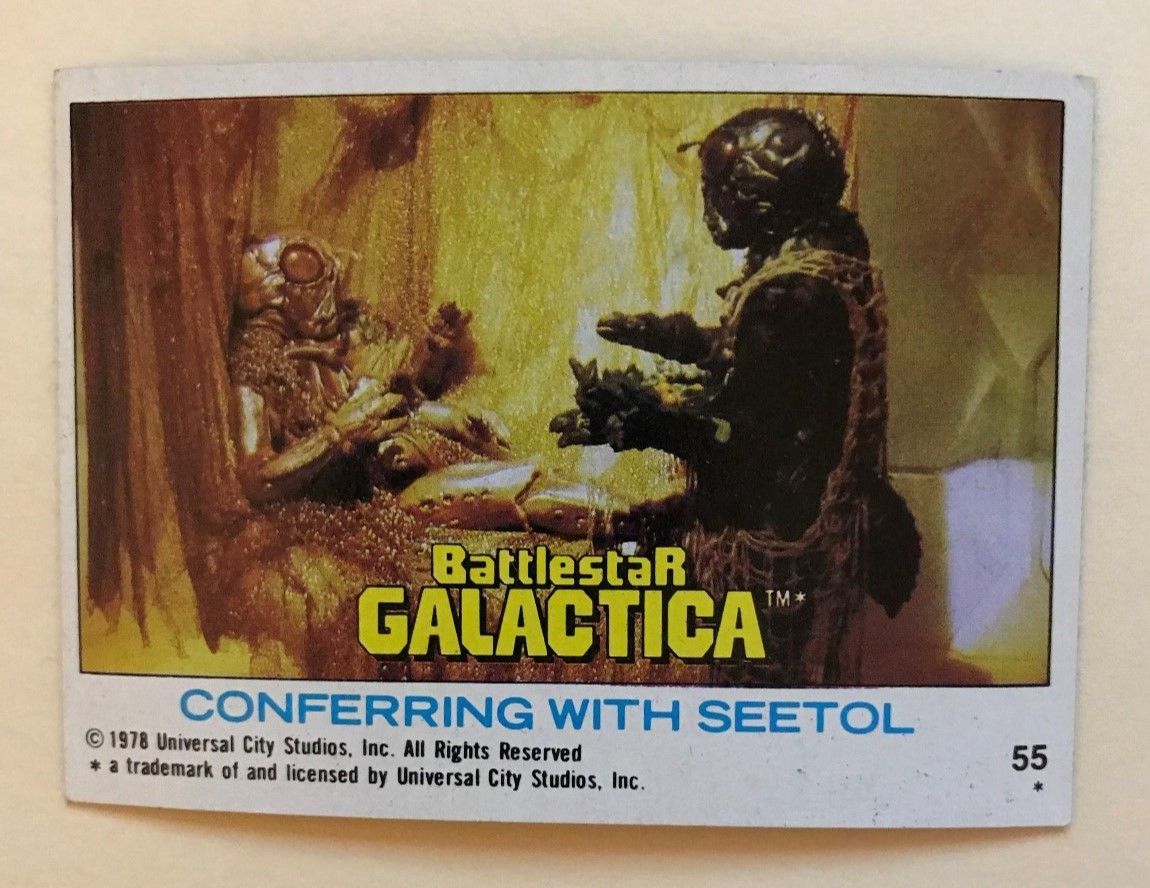 BattlestaR
GALACTICA™*
CONFERRING WITH SEETOL
© 1978 Universal City Studios, Inc. All Rights Reserved
* a trademark of and licensed by Universal City Studios, Inc.
55
*